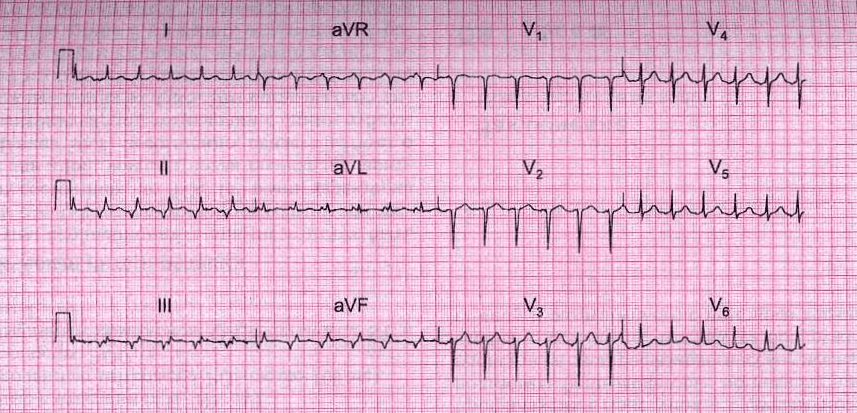 I aVR V1 V4
II aVL V2 V5
III aVF V3 V6